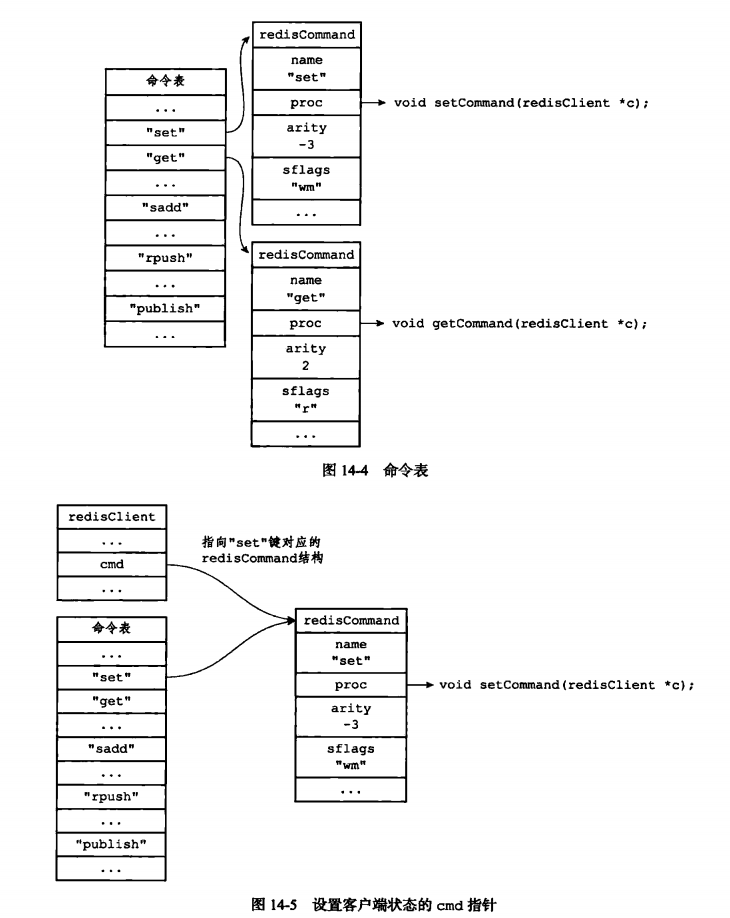 命令表
...
"set"
"get"
...
"sadd"
...
"rpush"
...
"publish"
...
redisCommand
name
"set"
proc
void setCommand(redisClient *c);
arity
-3
sflags
"wm"
...
redisCommand
name
"get"
proc
void getCommand(redisClient *c);
arity
2
sflags
"r"
...
图 14-4 命令表
redisClient
...
cmd
...
指向"set"键对应的
redisCommand结构
命令表
...
"set"
"get"
...
"sadd"
...
"rpush"
...
"publish"
...
redisCommand
name
"set"
proc
void setCommand(redisClient *c);
arity
-3
sflags
"wm"
...
图 14-5 设置客户端状态的 cmd 指针